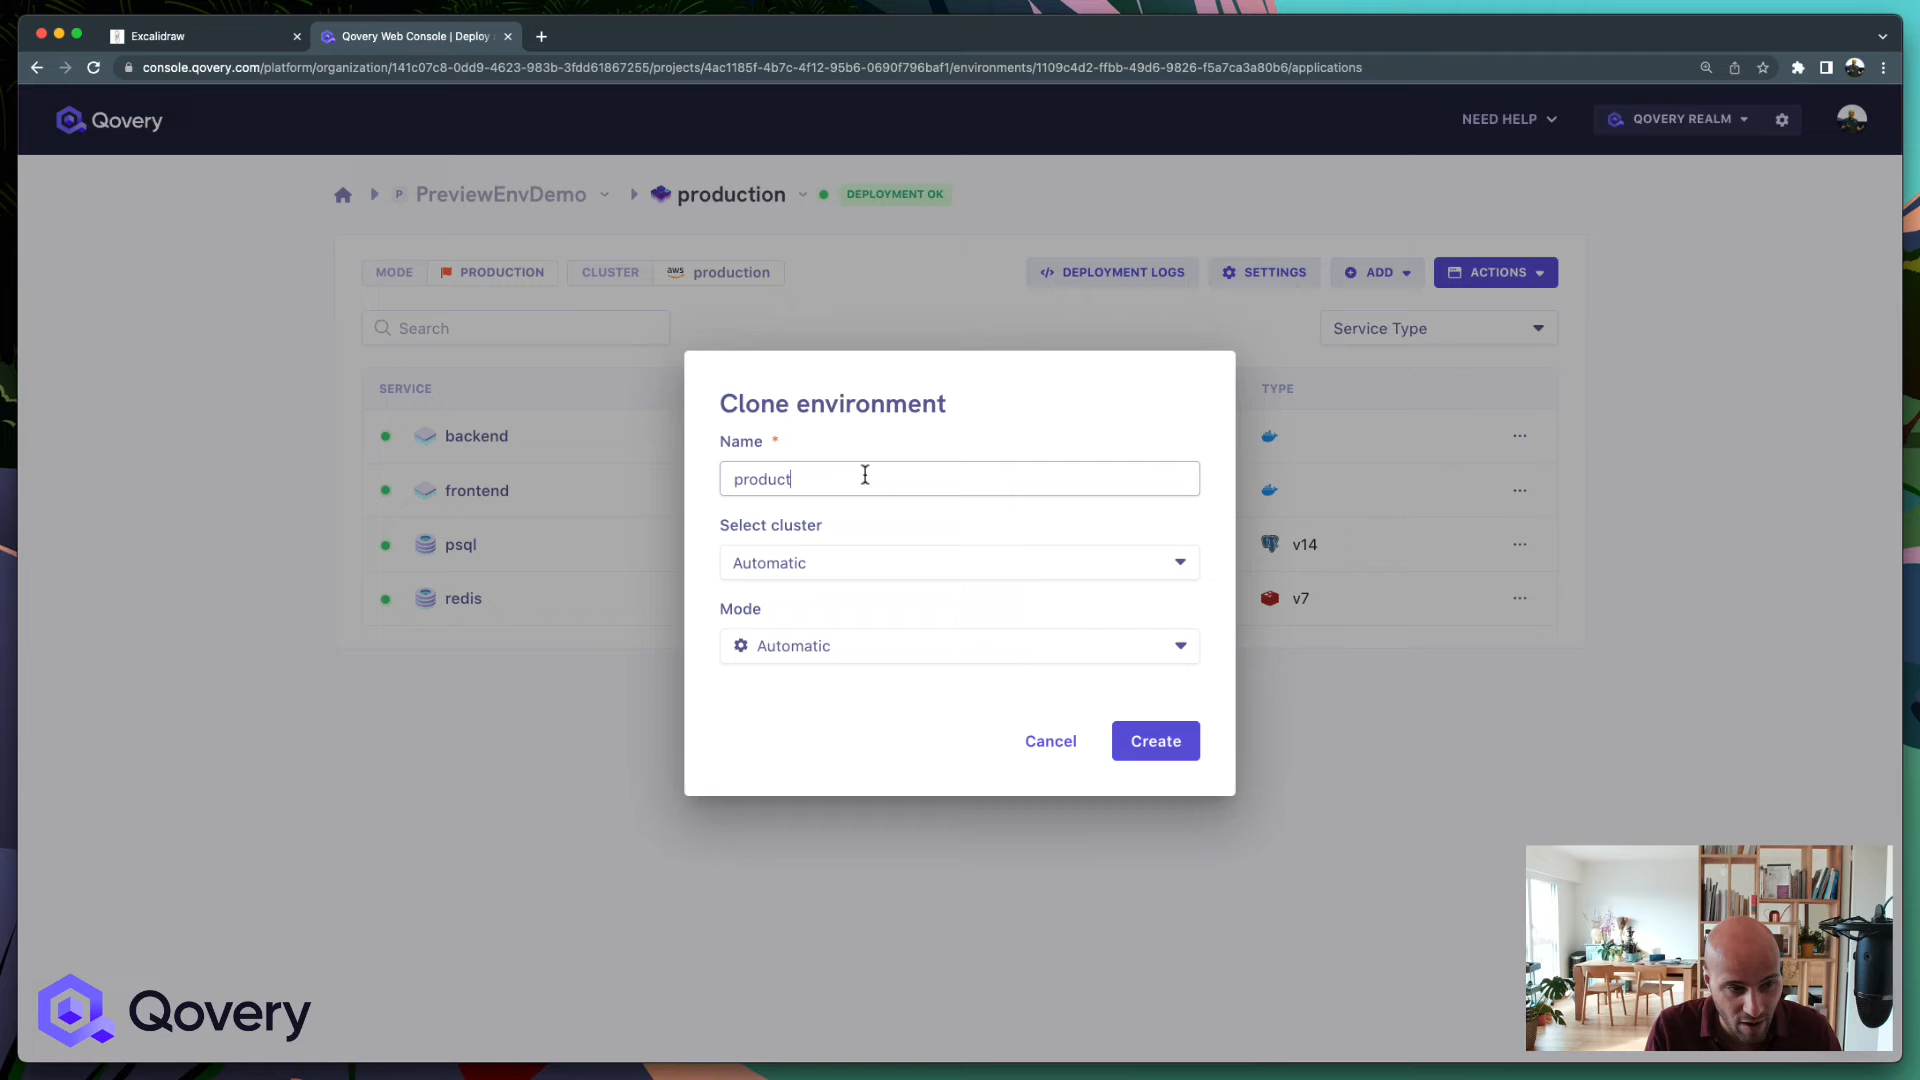 Excalidraw
Qovery Web Console | Deploy
console.qovery.com/platform/organization/141c07c8-0dd9-4623-983b-3fdd61867255/projects/4ac1185f-4b7c-4f12-95b6-0690f796baf1/environments/1109c4d2-ffbb-49d6-9826-f5a7ca3a80b6/applications
Qovery
NEED HELP
QOVERY REALM
P PreviewEnvDemo
production
DEPLOYMENT OK
MODE PRODUCTION
CLUSTER aws production
DEPLOYMENT LOGS
SETTINGS
ADD
ACTIONS
Search
Service Type
SERVICE
TYPE
backend
frontend
psql
v14
redis
v7
Clone environment
Name *
product
Select cluster
Automatic
Mode
Automatic
Cancel
Create
Qovery